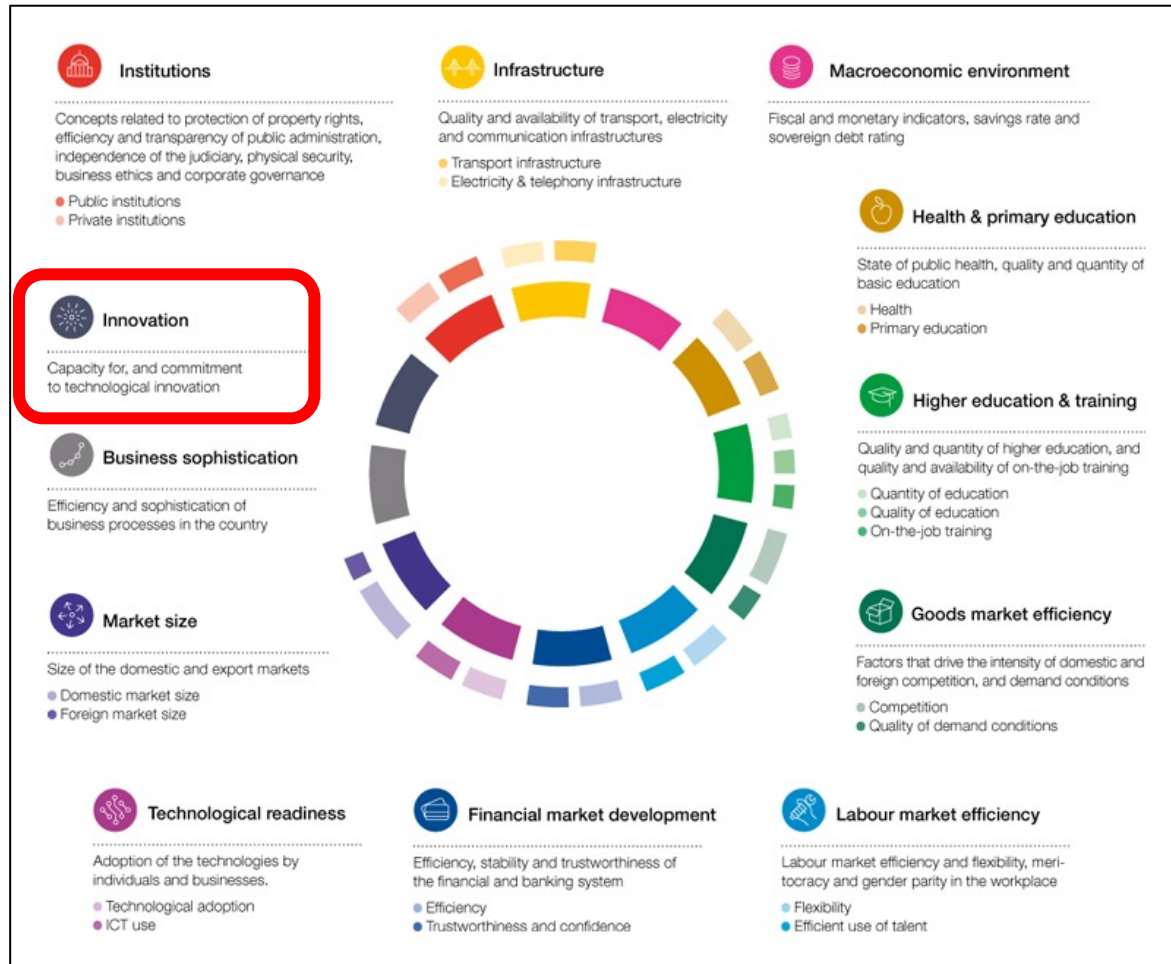 Institutions
Concepts related to protection of property rights,
efficiency and transparency of public administration,
independence of the judiciary, physical security,
business ethics and corporate governance
Public institutions
Private institutions
Infrastructure
Quality and availability of transport, electricity
and communication infrastructures
Transport infrastructure
Electricity & telephony infrastructure
Macroeconomic environment
Fiscal and monetary indicators, savings rate and
sovereign debt rating
Health & primary education
State of public health, quality and quantity of
basic education
Health
Primary education
Innovation
Capacity for, and commitment
to technological innovation
Higher education & training
Quality and quantity of higher education, and
quality and availability of on-the-job training
Quantity of education
Quality of education
On-the-job training
Business sophistication
Efficiency and sophistication of
business processes in the country
Market size
Size of the domestic and export markets
Domestic market size
Foreign market size
Goods market efficiency
Factors that drive the intensity of domestic and
foreign competition, and demand conditions
Competition
Quality of demand conditions
Technological readiness
Adoption of the technologies by
individuals and businesses.
Technological adoption
ICT use
Financial market development
Efficiency, stability and trustworthiness of
the financial and banking system
Efficiency
Trustworthiness and confidence
Labour market efficiency
Labour market efficiency and flexibility, meri-
tocracy and gender parity in the workplace
Flexibility
Efficient use of talent